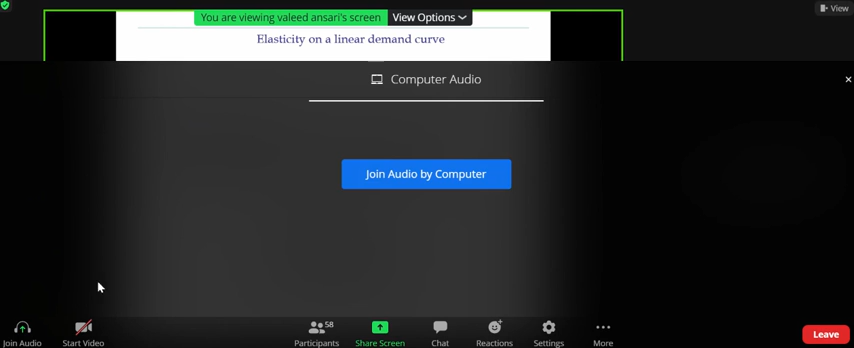 You are viewing valeed ansari's screen View Options
View
Elasticity on a linear demand curve
Computer Audio
Join Audio by Computer
Join Audio Start Video Participants 58 Share Screen Chat Reactions Settings More Leave